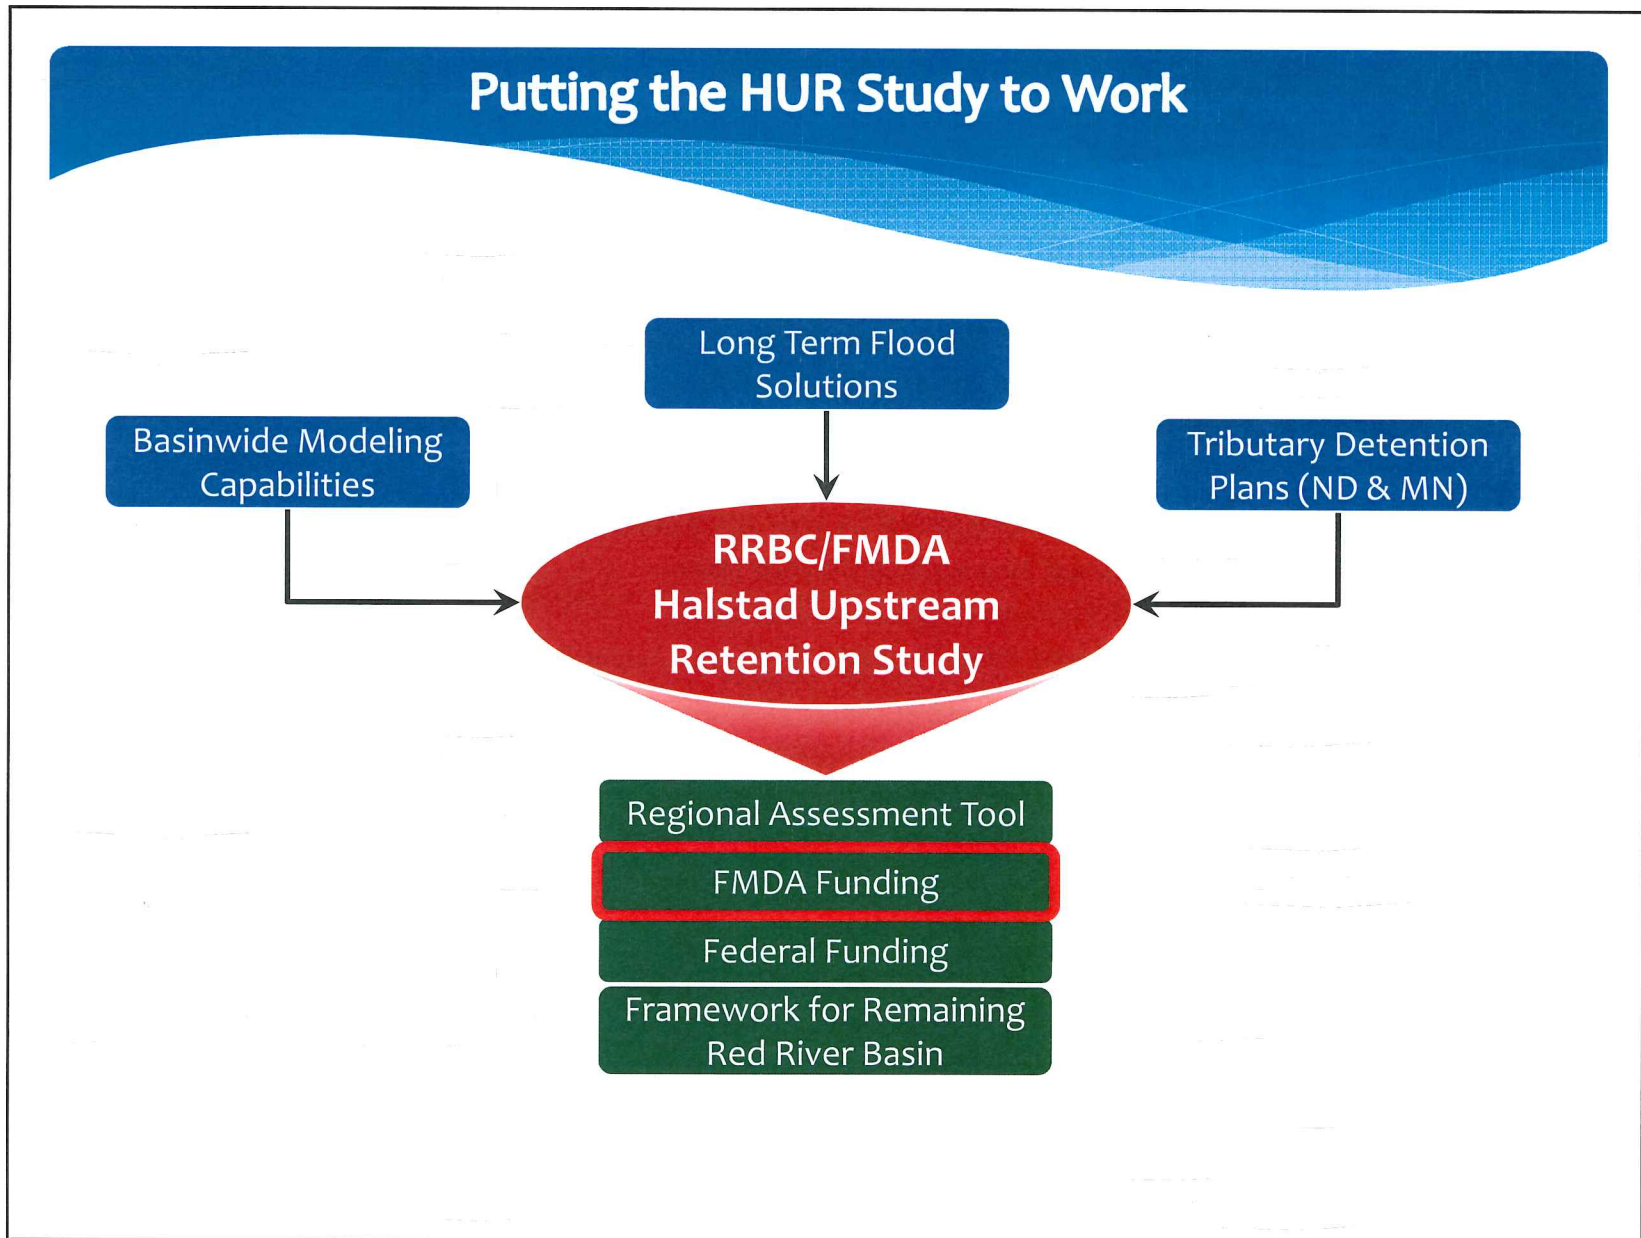 Putting the HUR Study to Work
Long Term Flood
Solutions
Basinwide Modeling
Capabilities
Tributary Detention
Plans (ND & MN)
RRBC/FMDA
Halstad Upstream
Retention Study
Regional Assessment Tool
FMDA Funding
Federal Funding
Framework for Remaining
Red River Basin